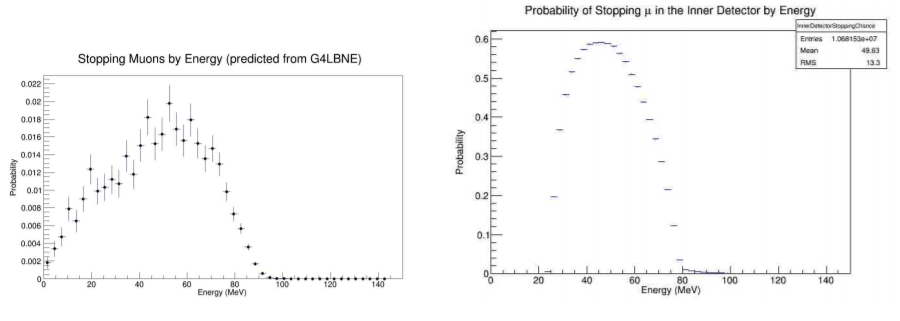 Stopping Muons by Energy (predicted from G4LBNE)
Probability
0.022
0.02
0.018
0.016
0.014
0.012
0.01
0.008
0.006
0.004
0.002
0
0 20 40 60 80 100 120 140
Energy (MeV)
Probability of Stopping μ in the Inner Detector by Energy
InnerDetectorStoppingChance
Entries 1.068153e+07
Mean 49.63
RMS 13.3
Probability
0.6
0.5
0.4
0.3
0.2
0.1
0
0 20 40 60 80 100 120 140
Energy (MeV)